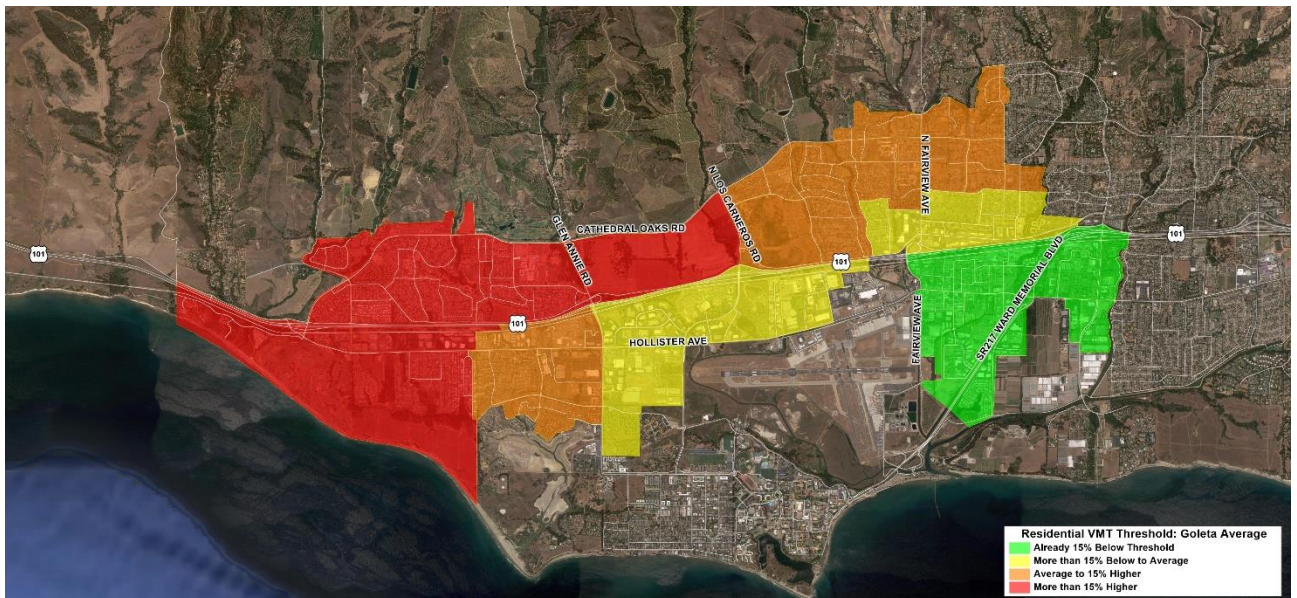 N FAIRVIEW AVE
N LOS CARNEROS RD
CATHEDRAL OAKS RD
GLEN ANNIE RD
101
101
101
101
SR217 WARD MEMORIAL BLVD
FAIRVIEW AVE
HOLLISTER AVE
Residential VMT Threshold: Goleta Average
Already 15% Below Threshold
More than 15% Below to Average
Average to 15% Higher
More than 15% Higher